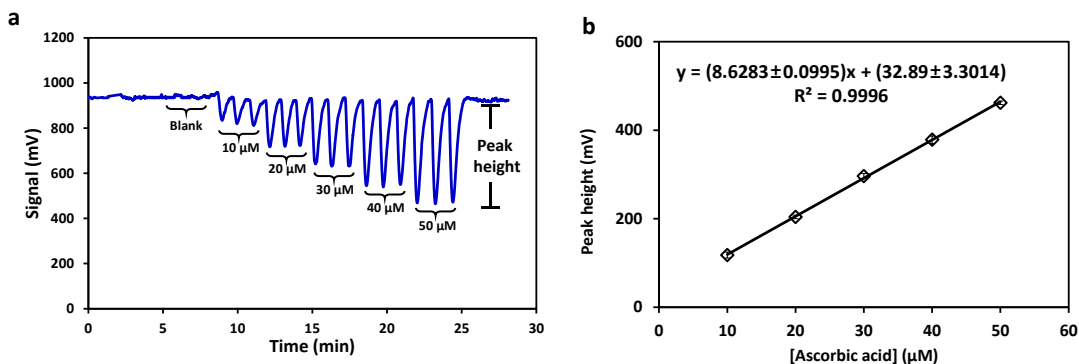 a
1200
1000
800
600
400
200
0
Signal (mV)
0
5
10
15
20
25
30
Time (min)
Blank
10 µM
20 µM
30 µM
40 µM
50 µM
Peak
height
b
600
400
200
0
Peak height (mV)
y = (8.6283±0.0995)x + (32.89±3.3014)
R² = 0.9996
0
10
20
30
40
50
60
[Ascorbic acid] (µM)